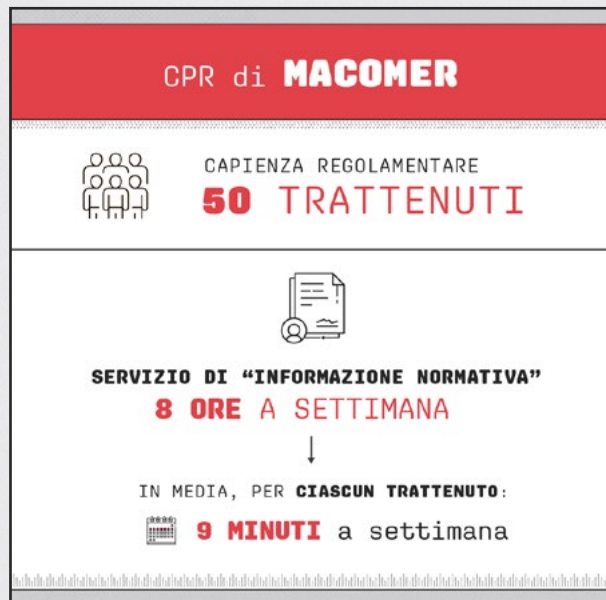 CPR di MACOMER
CAPIENZA REGOLAMENTARE
50 TRATTENUTI
SERVIZIO DI “INFORMAZIONE NORMATIVA”
8 ORE A SETTIMANA
IN MEDIA, PER CIASCUN TRATTENUTO:
9 MINUTI a settimana